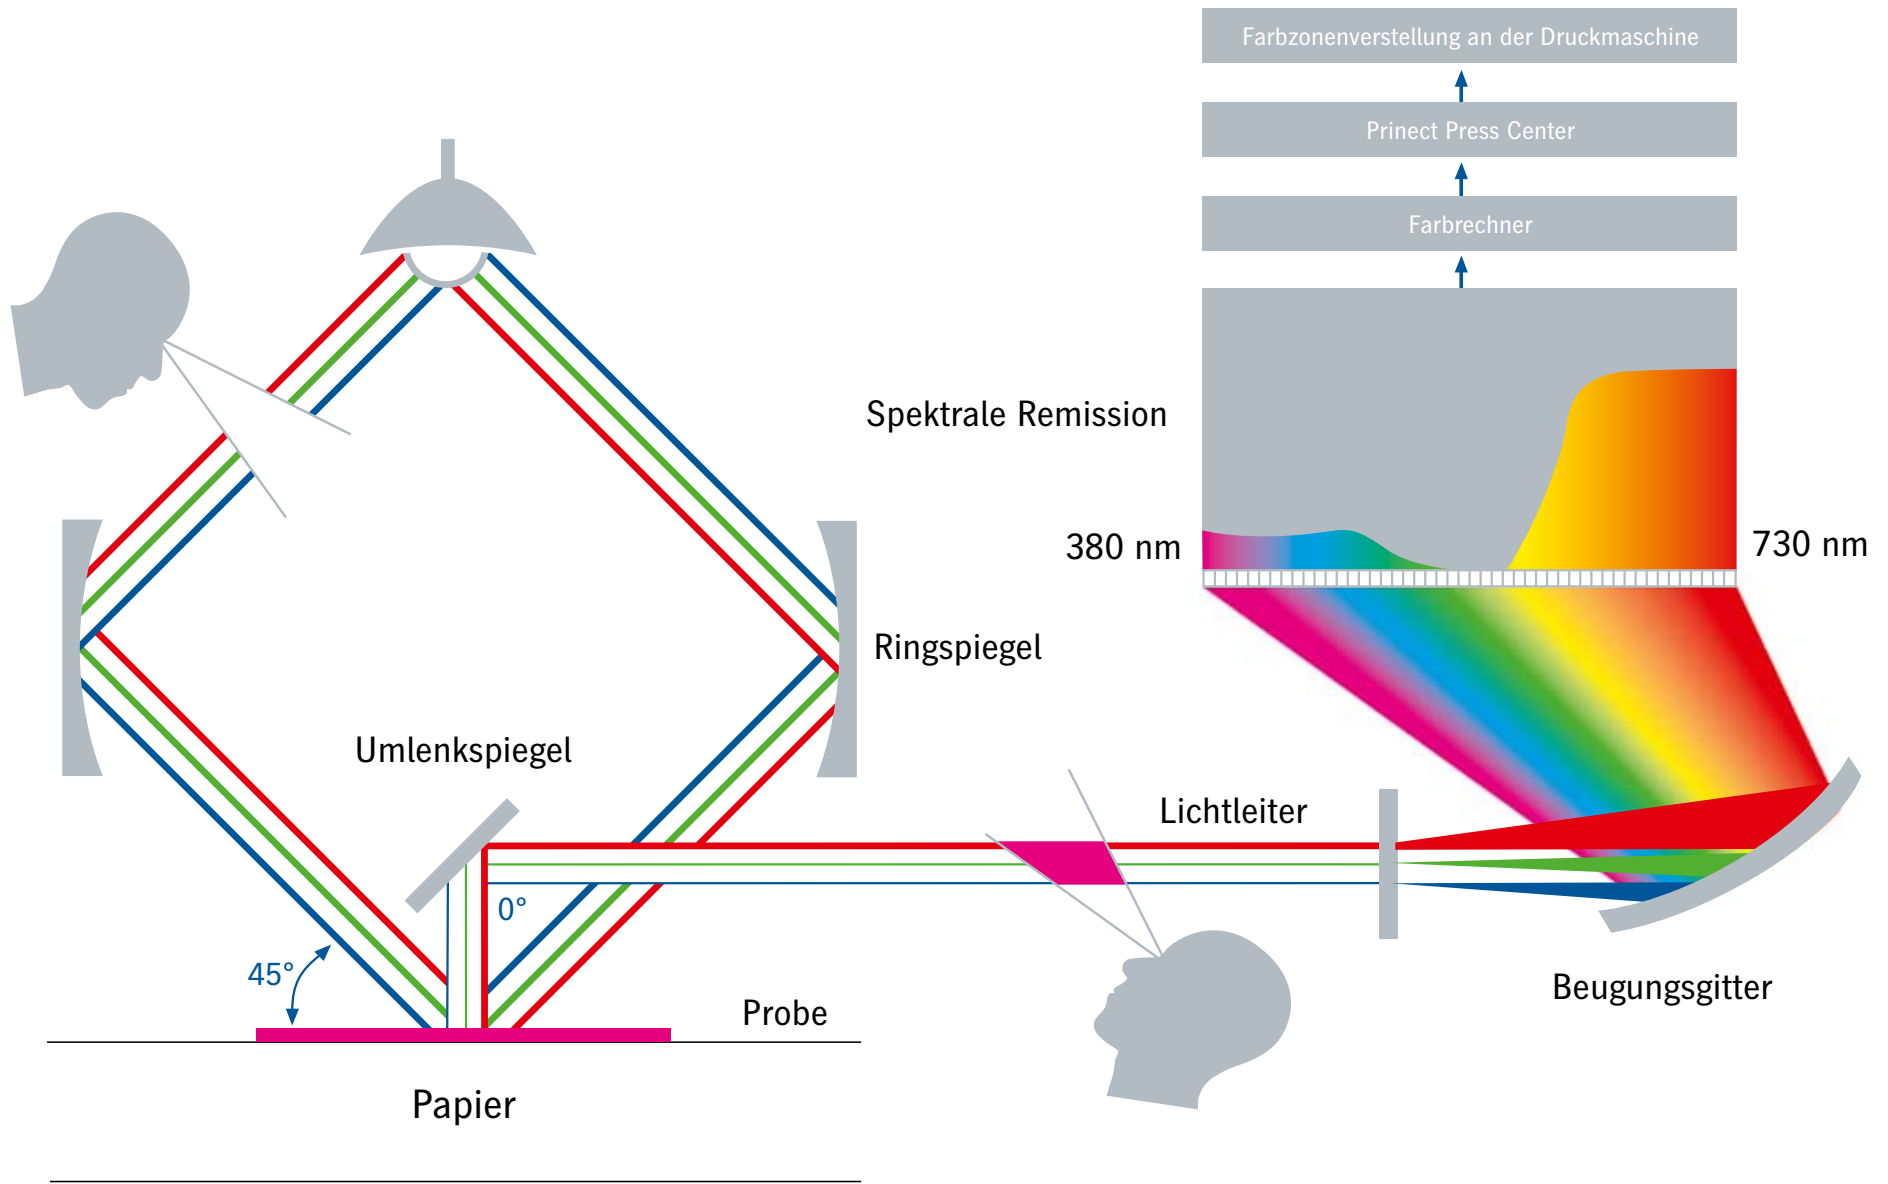 Farbzonenverstellung an der Druckmaschine
Prinect Press Center
Farbrechner
Spektrale Remission
380 nm
730 nm
Ringspiegel
Umlenkspiegel
Lichtleiter
0°
45°
Beugungsgitter
Probe
Papier